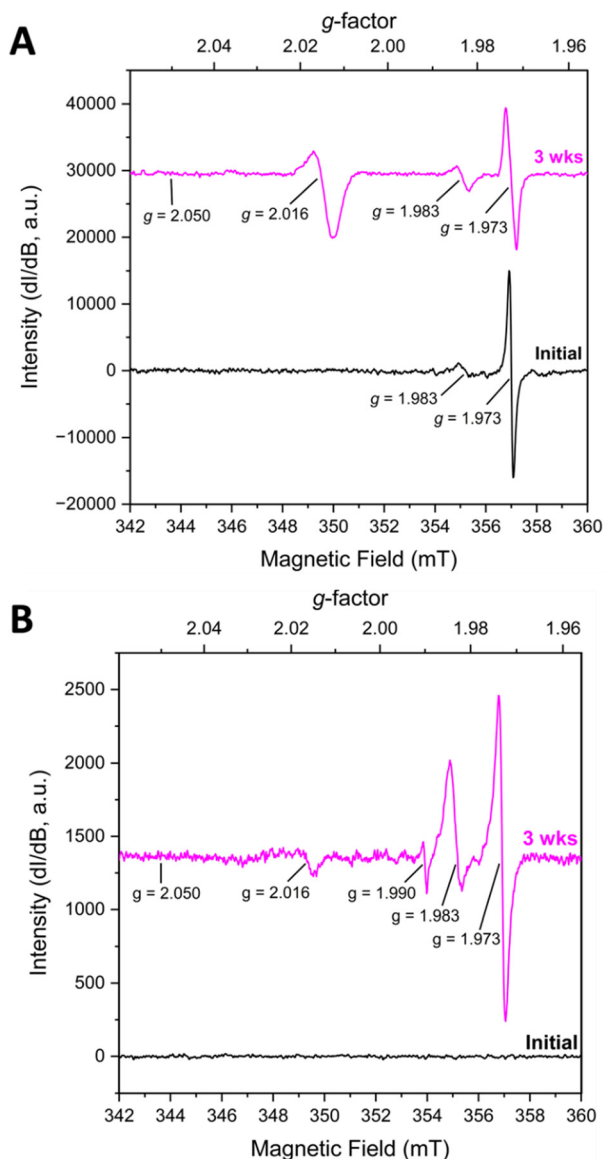 A
g-factor
2.04 2.02 2.00 1.98 1.96
40000
30000
20000
10000
0
−10000
−20000
Intensity (dI/dB, a.u.)
3 wks
g = 2.050
g = 2.016
g = 1.983
g = 1.973
Initial
g = 1.983
g = 1.973
342 344 346 348 350 352 354 356 358 360
Magnetic Field (mT)
B
g-factor
2.04 2.02 2.00 1.98 1.96
2500
2000
1500
1000
500
0
Intensity (dI/dB, a.u.)
3 wks
g = 2.050
g = 2.016
g = 1.990
g = 1.983
g = 1.973
Initial
342 344 346 348 350 352 354 356 358 360
Magnetic Field (mT)